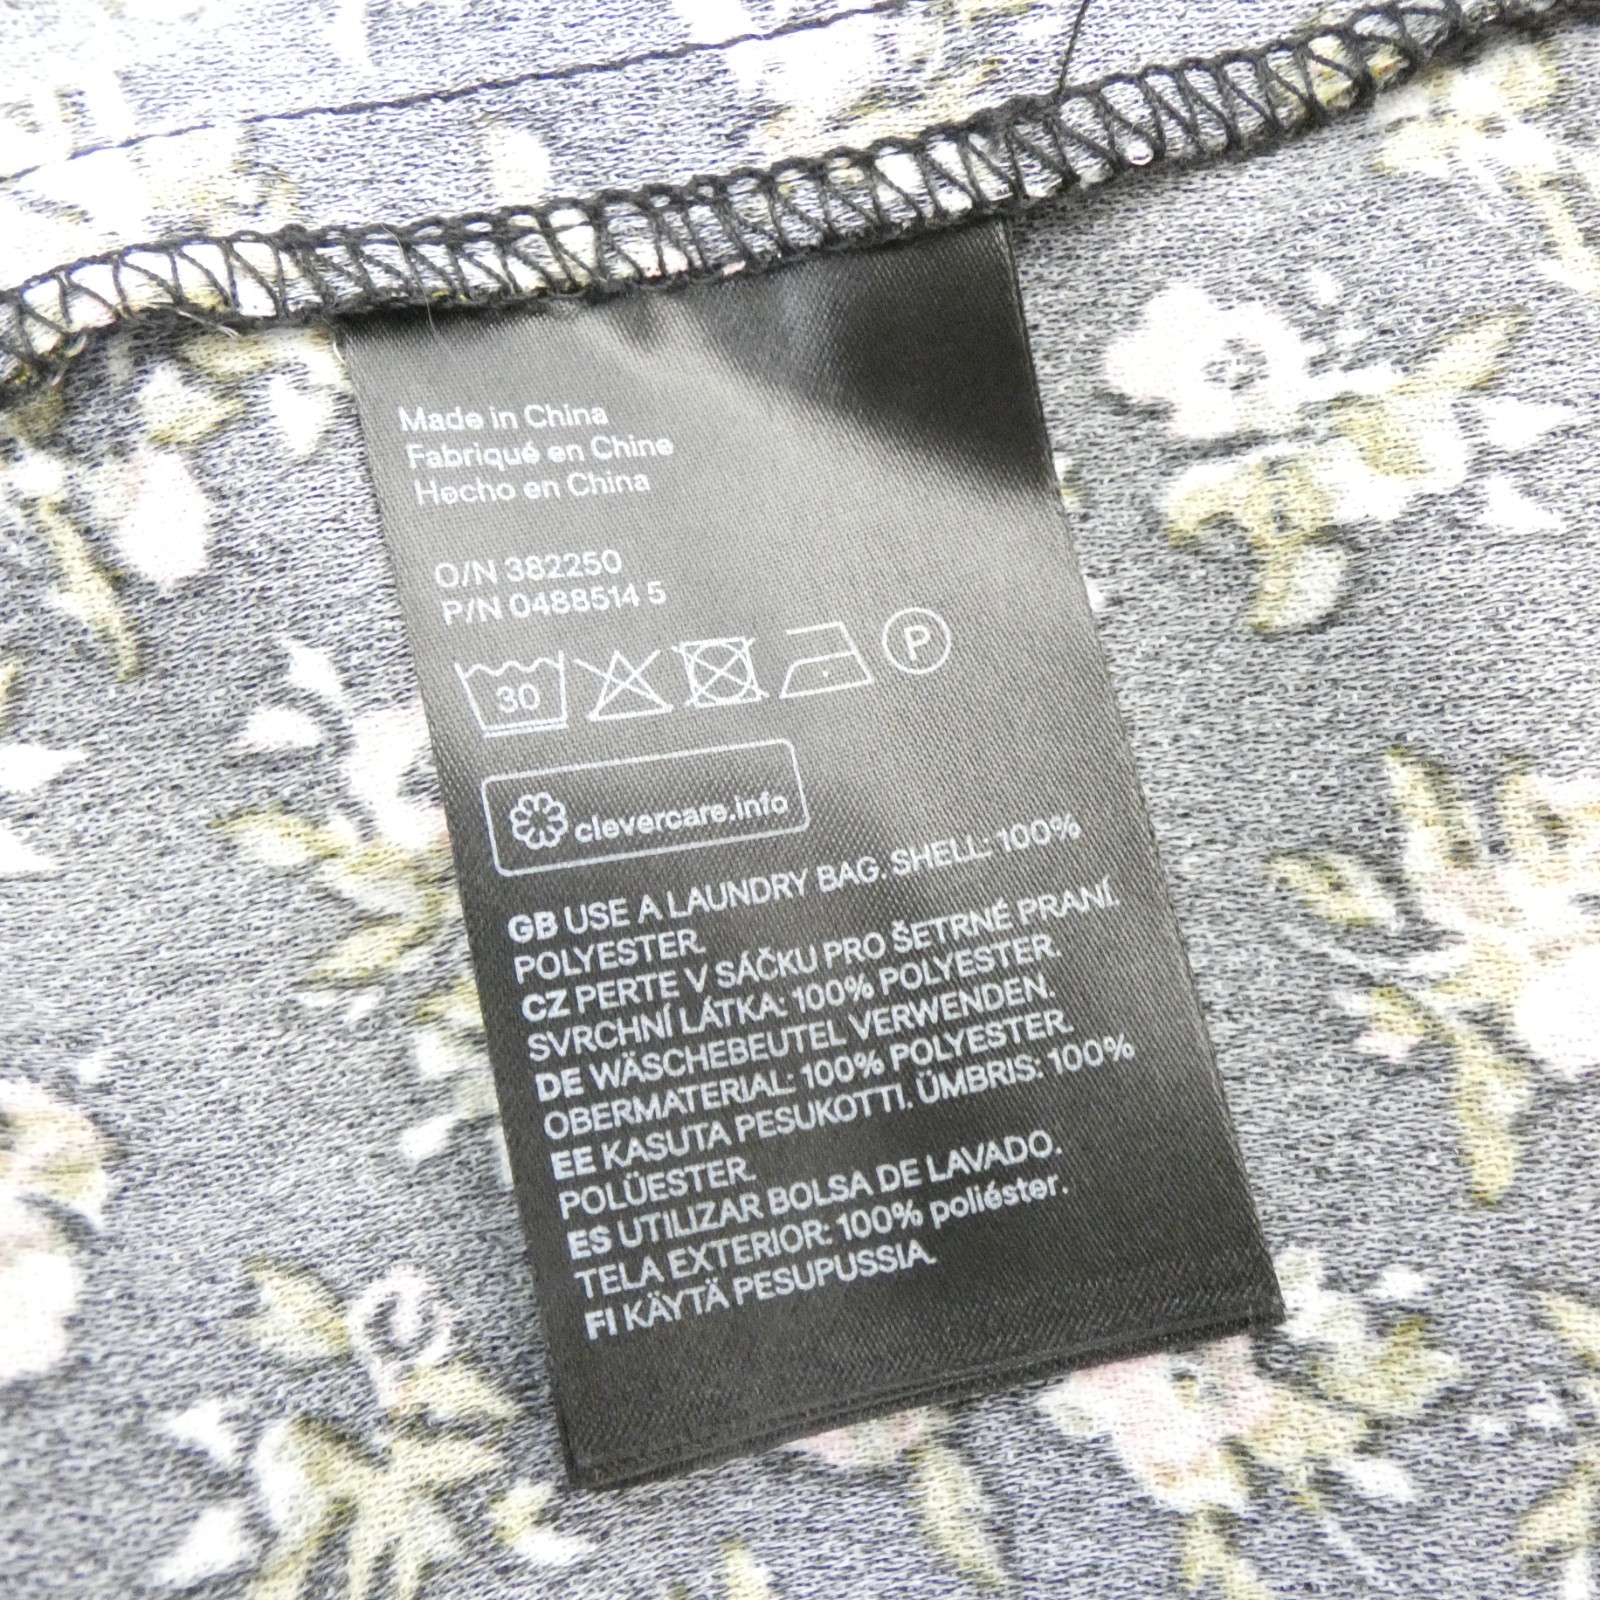 Made in China
Fabriqué en Chine
Hecho en China
O/N 382250
P/N 0488514 5
30 P
clevercare.info
GB USE A LAUNDRY BAG. SHELL: 100%
POLYESTER.
CZ PERTE V SÁČKU PRO ŠETRNÉ PRANÍ.
SVRCHNÍ LÁTKA: 100% POLYESTER.
DE WÄSCHEBEUTEL VERWENDEN.
OBERMATERIAL: 100% POLYESTER.
EE KASUTA PESUKOTTI. ÜMBRIS: 100%
POLÜESTER.
ES UTILIZAR BOLSA DE LAVADO.
TELA EXTERIOR: 100% poliéster.
FI KÄYTÄ PESUPUSSIA.